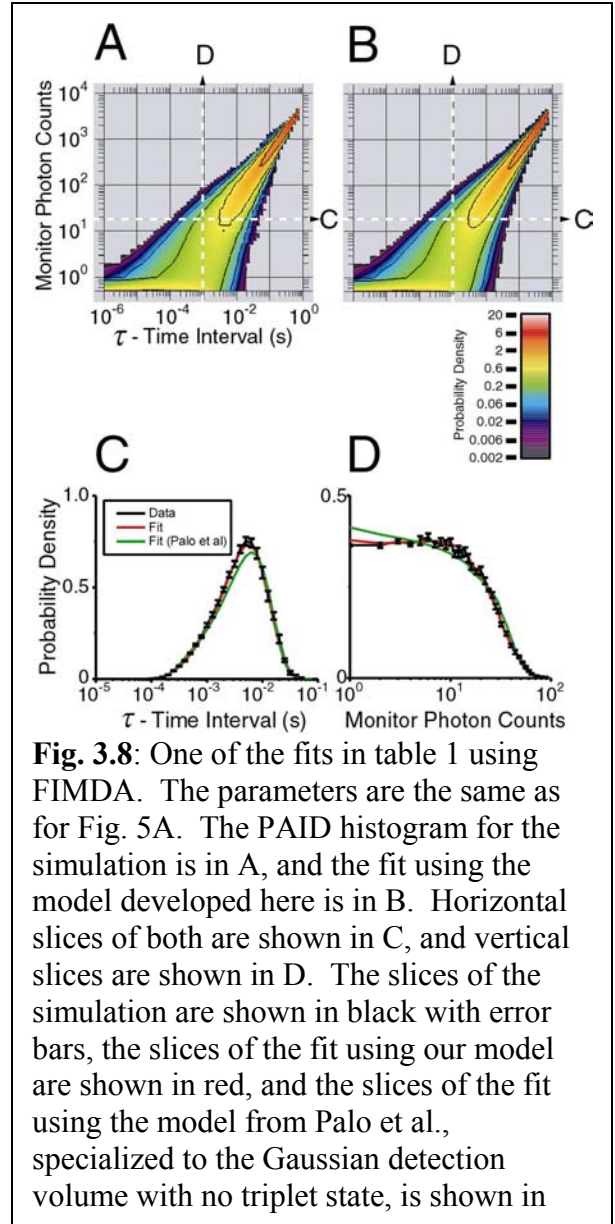 A
B
D
D
Monitor Photon Counts
10^4
10^3
10^2
10^1
10^0
C
C
10^-6
10^-4
10^-2
10^0
τ - Time Interval (s)
Probability Density
20
6
2
0.6
0.2
0.06
0.02
0.006
0.002
C
D
Probability Density
1.0
0.5
0
Data
Fit
Fit (Palo et al)
0.5
0
10^-5
10^-3
10^-2
10^-1
10^0
10^1
10^2
τ - Time Interval (s)
Monitor Photon Counts
Fig. 3.8: One of the fits in table 1 using
FIMDA. The parameters are the same as
for Fig. 5A. The PAID histogram for the
simulation is in A, and the fit using the
model developed here is in B. Horizontal
slices of both are shown in C, and vertical
slices are shown in D. The slices of the
simulation are shown in black with error
bars, the slices of the fit using our model
are shown in red, and the slices of the fit
using the model from Palo et al.,
specialized to the Gaussian detection
volume with no triplet state, is shown in